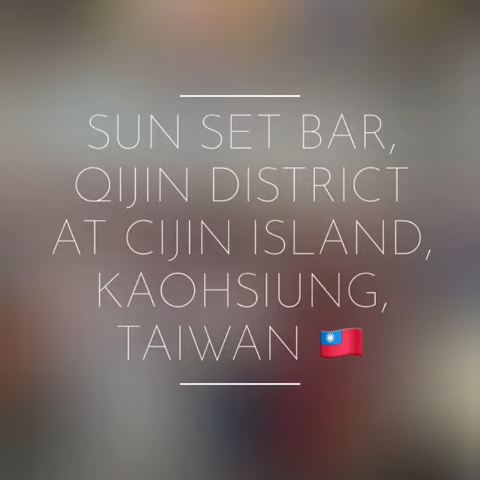 SUN SET BAR,
QIJIN DISTRICT
AT CIJIN ISLAND,
KAOHSIUNG,
TAIWAN 🇹🇼